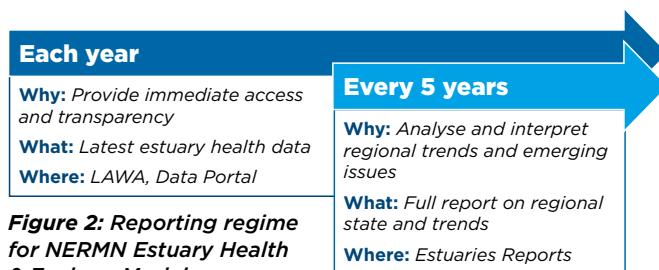 Each year
Why: Provide immediate access
and transparency
What: Latest estuary health data
Where: LAWA, Data Portal
Every 5 years
Why: Analyse and interpret
regional trends and emerging
issues
What: Full report on regional
state and trends
Where: Estuaries Reports
Figure 2: Reporting regime
for NERMN Estuary Health